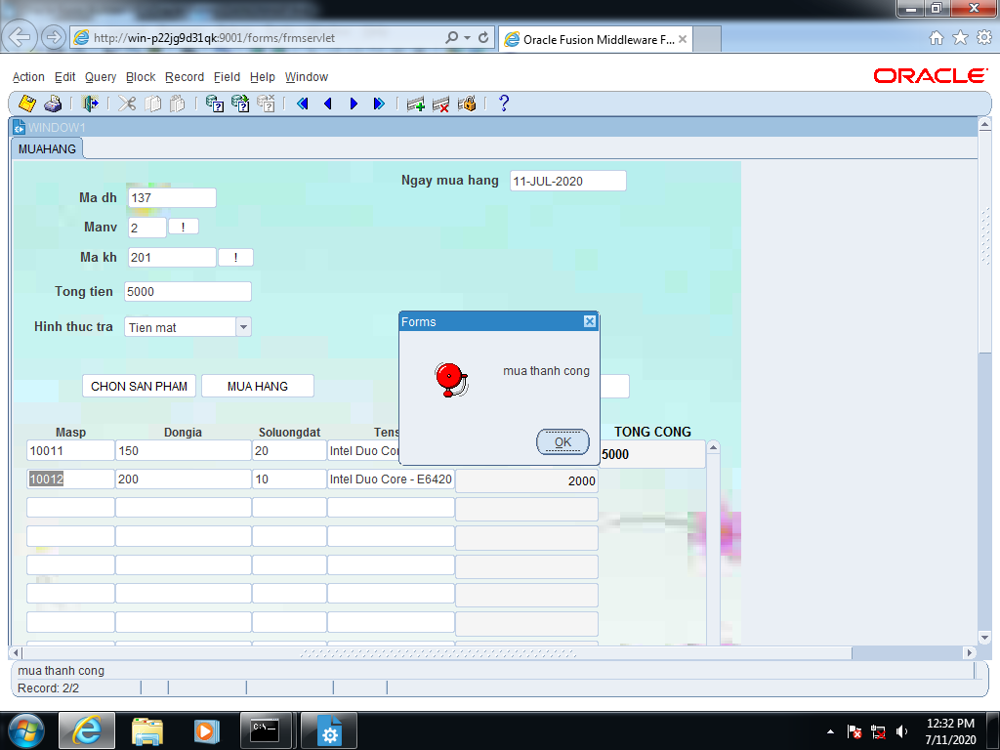 http://win-p22jg9d31qk:9001/forms/frmservlet
Oracle Fusion Middleware F...
Action Edit Query Block Record Field Help Window
ORACLE
WINDOW1
MUAHANG
Ngay mua hang 11-JUL-2020
Ma dh 137
Manv 2 !
Ma kh 201 !
Tong tien 5000
Hinh thuc tra Tien mat
Forms
mua thanh cong
OK
CHON SAN PHAM MUA HANG
Masp Dongia Soluongdat Tens TONG CONG
10011 150 20 Intel Duo Cor 5000
10012 200 10 Intel Duo Core - E6420 2000
mua thanh cong
Record: 2/2
C:\_
12:32 PM
7/11/2020